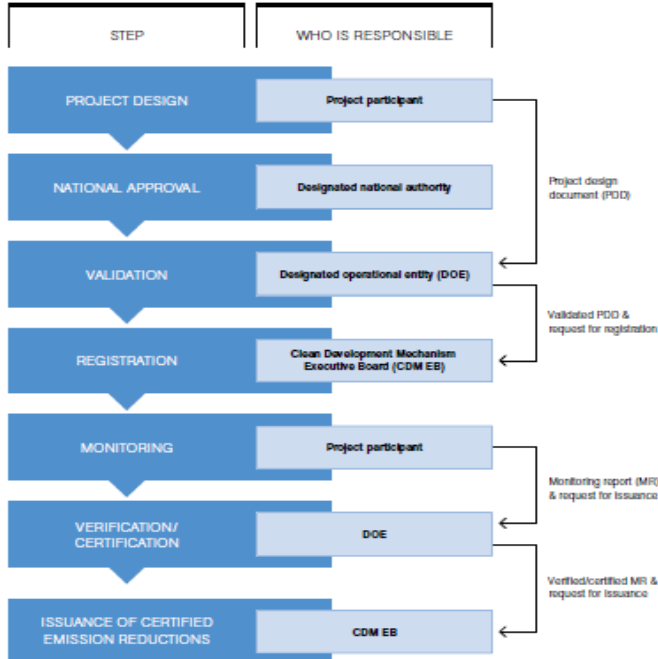 STEP
WHO IS RESPONSIBLE
PROJECT DESIGN
Project participant
Project design
document (PDD)
NATIONAL APPROVAL
Designated national authority
VALIDATION
Designated operational entity (DOE)
Validated PDD &
request for registration
REGISTRATION
Clean Development Mechanism
Executive Board (CDM EB)
MONITORING
Project participant
Monitoring report (MR)
& request for issuance
VERIFICATION/
CERTIFICATION
DOE
Verified/certified MR &
request for issuance
ISSUANCE OF CERTIFIED
EMISSION REDUCTIONS
CDM EB